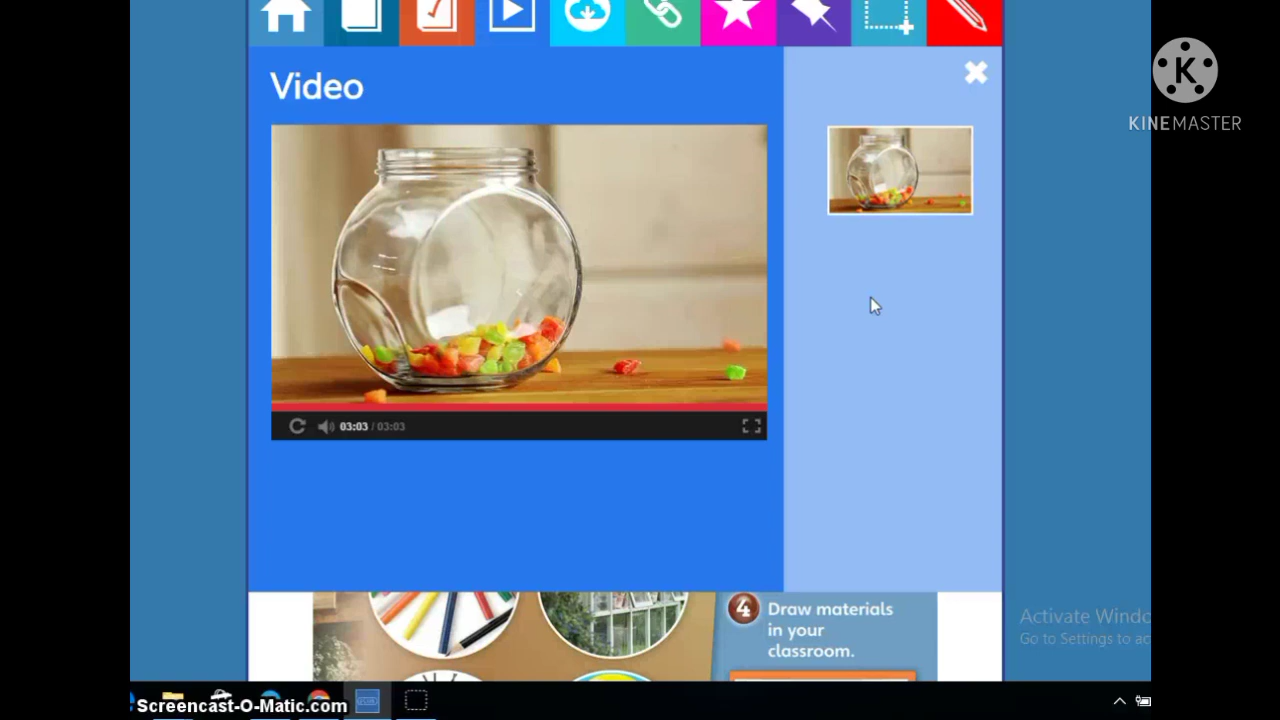 K
KINEMASTER
Video
03:03 / 03:03
4 Draw materials
in your
classroom.
Activate Windo
Go to Settings to ac
Screencast-O-Matic.com